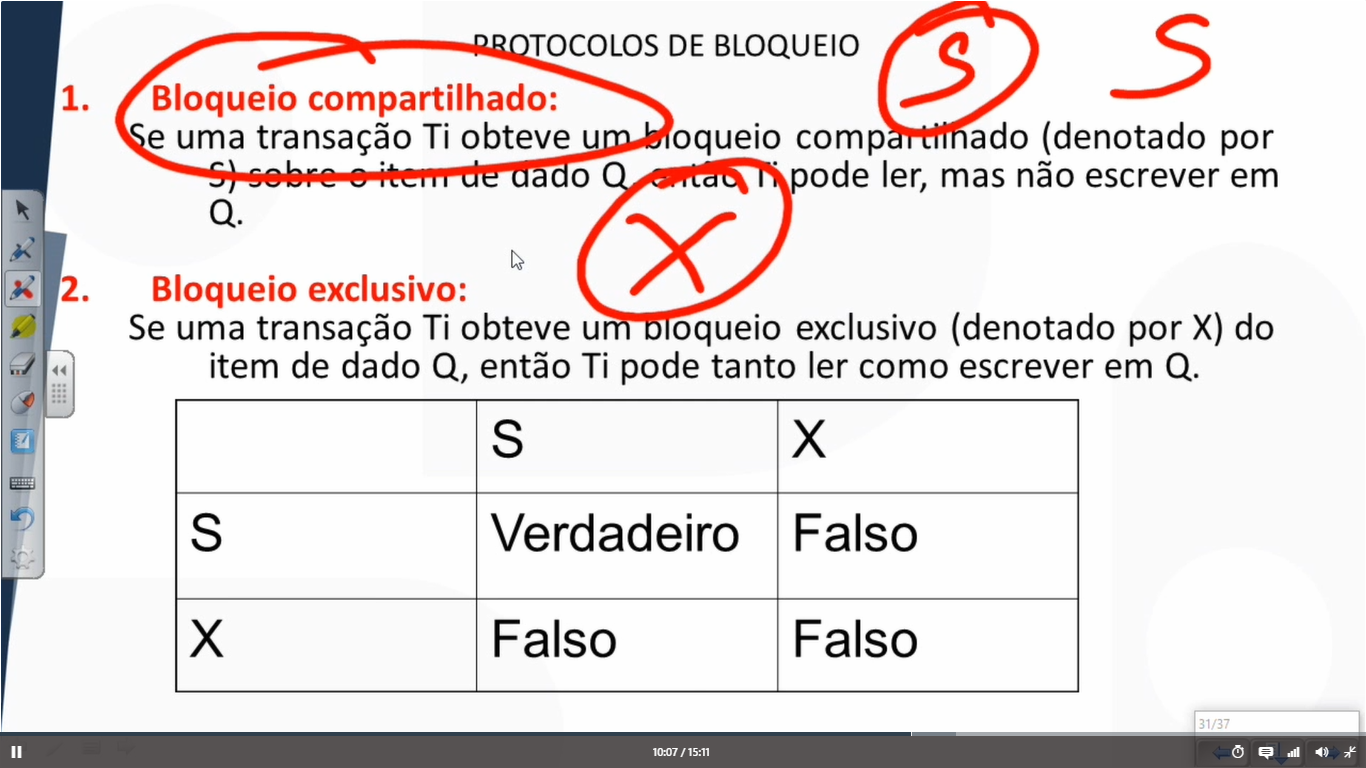 PROTOCOLOS DE BLOQUEIO
S
S
1. Bloqueio compartilhado:
Se uma transação Ti obteve um bloqueio compartilhado (denotado por
S) sobre o item de dado Q, então Ti pode ler, mas não escrever em
Q.
X
2. Bloqueio exclusivo:
Se uma transação Ti obteve um bloqueio exclusivo (denotado por X) do
item de dado Q, então Ti pode tanto ler como escrever em Q.
S X
S Verdadeiro Falso
X Falso Falso
31/37
10:07 / 15:11